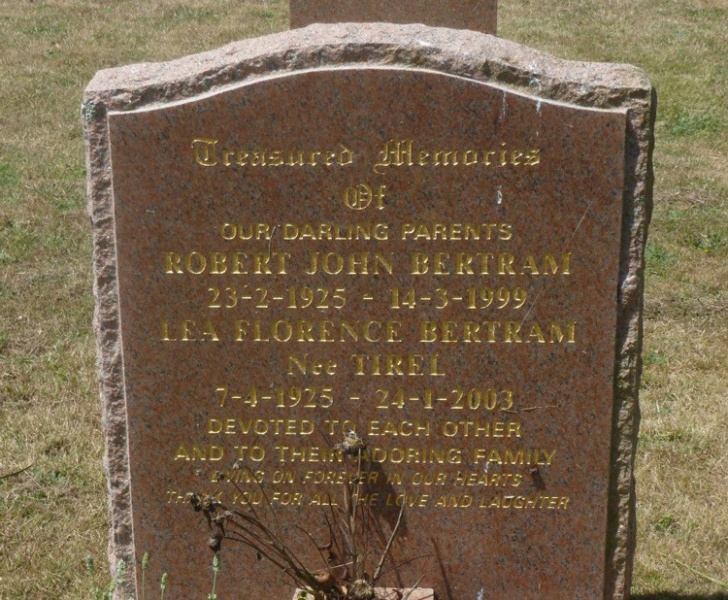 Treasured Memories
Of
OUR DARLING PARENTS
ROBERT JOHN BERTRAM
23-2-1925 - 14-3-1999
LEA FLORENCE BERTRAM
Nee TIREL
7-4-1925 - 24-1-2003
DEVOTED TO EACH OTHER
AND TO THEIR ADORING FAMILY
LIVING ON FOREVER IN OUR HEARTS
THANK YOU FOR ALL THE LOVE AND LAUGHTER